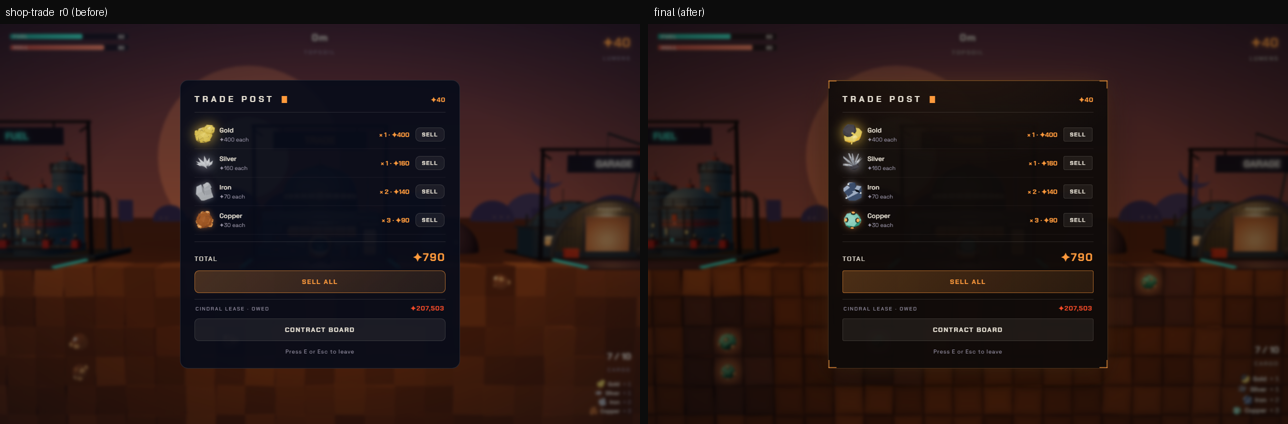 shop-trade r0 (before)
0m
✦40
FUEL
GARAGE
TRADE POST
✦40
Gold
✦400 each
× 1 · ✦400
SELL
Silver
✦160 each
× 1 · ✦160
SELL
Iron
✦70 each
× 2 · ✦140
SELL
Copper
✦30 each
× 3 · ✦90
SELL
TOTAL
✦790
SELL ALL
CINDRAL LEASE · OWED
✦207,503
CONTRACT BOARD
Press E or Esc to leave
7 / 10
final (after)
0m
✦40
FUEL
GARAGE
TRADE POST
✦40
Gold
✦400 each
× 1 · ✦400
SELL
Silver
✦160 each
× 1 · ✦160
SELL
Iron
✦70 each
× 2 · ✦140
SELL
Copper
✦30 each
× 3 · ✦90
SELL
TOTAL
✦790
SELL ALL
CINDRAL LEASE · OWED
✦207,503
CONTRACT BOARD
Press E or Esc to leave
7 / 10